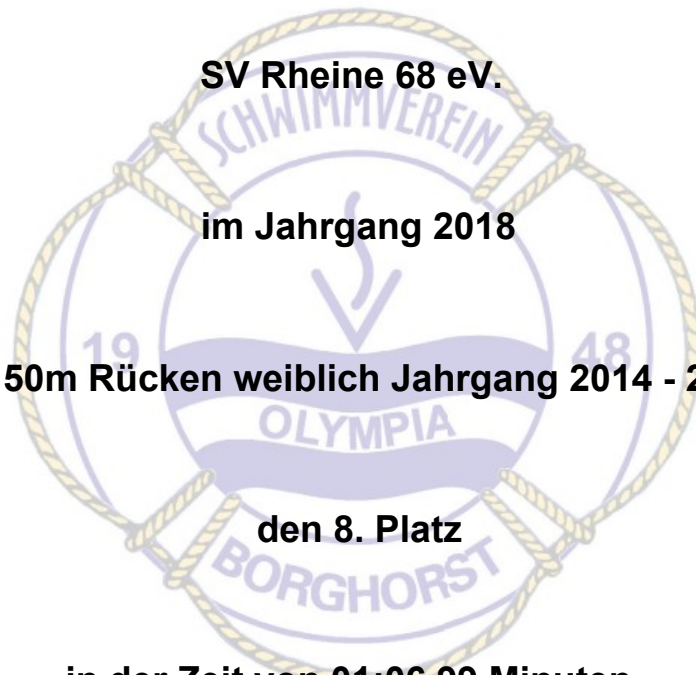 SV Rheine 68 eV.
SCHWIMMVEREIN
im Jahrgang 2018
19 48
50m Rücken weiblich Jahrgang 2014 -
OLYMPIA
den 8. Platz
BORGHORST
in der Zeit von 01:06,99 Minuten